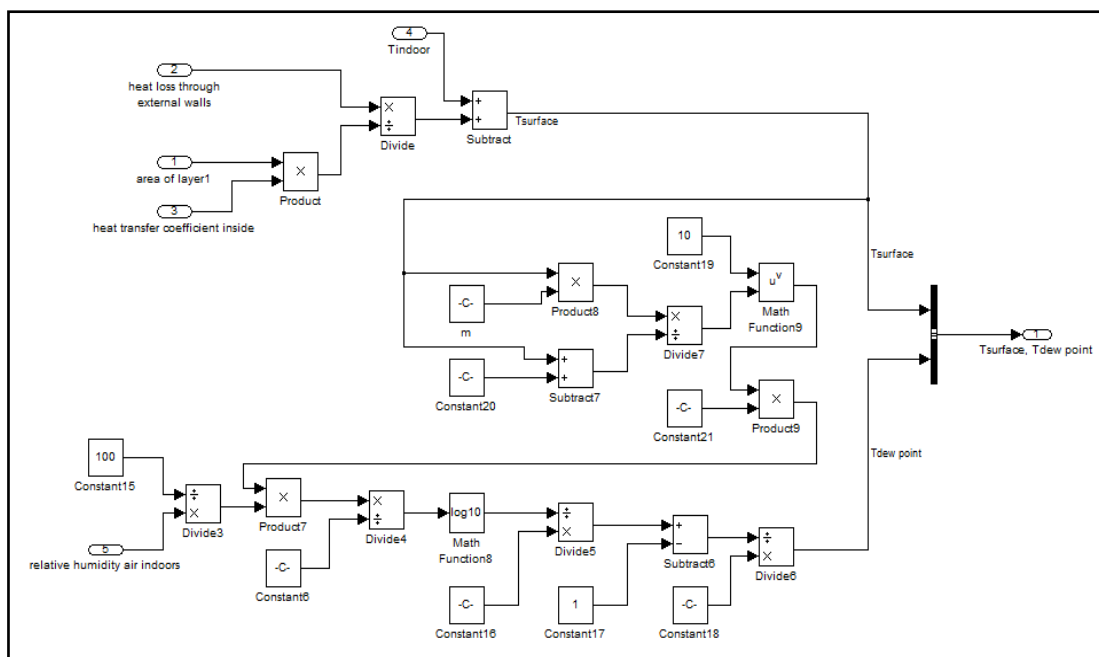 4
Tindoor
2
heat loss through
external walls
×
÷
Divide
+
+
Subtract
Tsurface
1
area of layer1
×
Product
3
heat transfer coefficient inside
10
Constant19
Tsurface
×
Product8
u^v
Math
Function9
-C-
m
×
÷
Divide7
1
Tsurface, Tdew point
-C-
Constant20
+
+
Subtract7
-C-
Constant21
×
Product9
Tdew point
100
Constant15
÷
×
Divide3
×
Product7
×
÷
Divide4
log10
Math
Function8
÷
×
Divide5
+
−
Subtract6
÷
×
Divide6
5
relative humidity air indoors
-C-
Constant6
-C-
Constant16
1
Constant17
-C-
Constant18